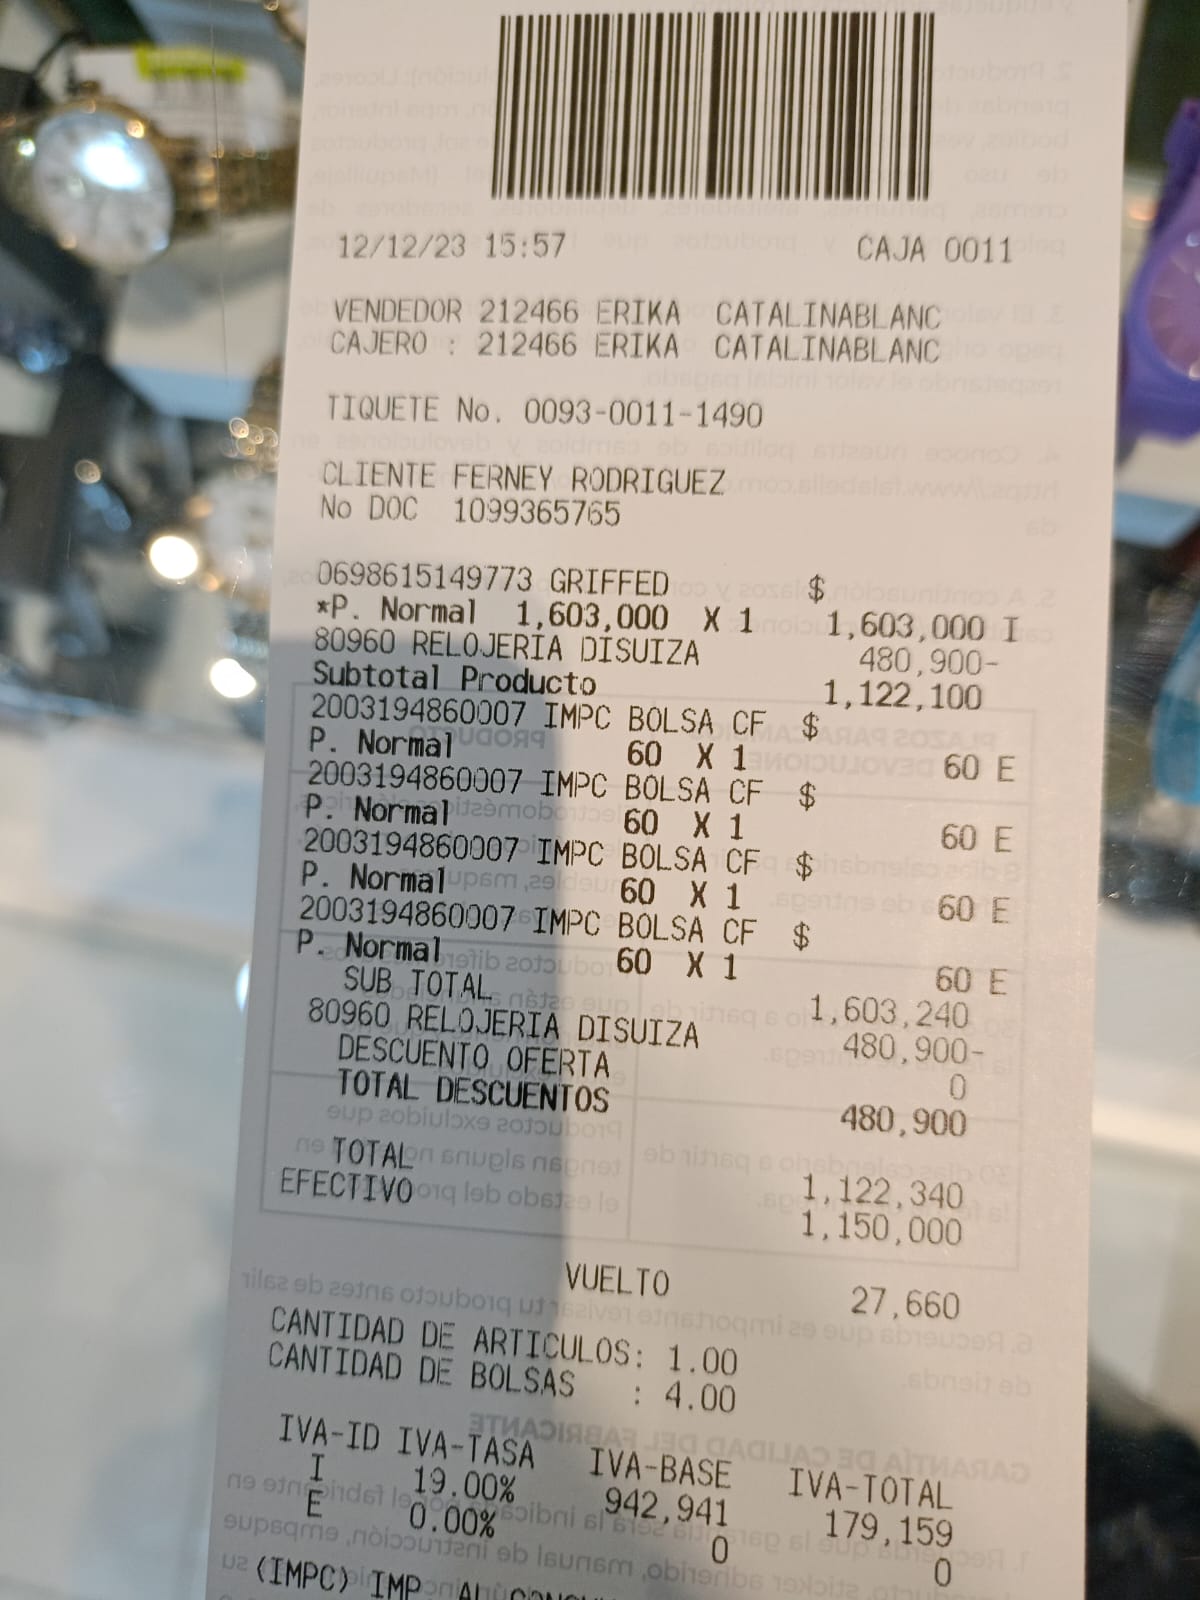 12/12/23 15:57 CAJA 0011
VENDEDOR 212466 ERIKA CATALINABLANC
CAJERO : 212466 ERIKA CATALINABLANC
TIQUETE No. 0093-0011-1490
CLIENTE FERNEY RODRIGUEZ
No DOC 1099365765
0698615149773 GRIFFED $
*P. Normal 1,603,000 X 1 1,603,000 I
80960 RELOJERIA DISUIZA 480,900-
Subtotal Producto 1,122,100
2003194860007 IMPC BOLSA CF $
P. Normal 60 X 1 60 E
2003194860007 IMPC BOLSA CF $
P. Normal 60 X 1 60 E
2003194860007 IMPC BOLSA CF $
P. Normal 60 X 1 60 E
2003194860007 IMPC BOLSA CF $
P. Normal 60 X 1 60 E
SUB TOTAL 1,603,240
80960 RELOJERIA DISUIZA 480,900-
DESCUENTO OFERTA 0
TOTAL DESCUENTOS 480,900
TOTAL 1,122,340
EFECTIVO 1,150,000
VUELTO 27,660
CANTIDAD DE ARTICULOS: 1.00
CANTIDAD DE BOLSAS : 4.00
IVA-ID IVA-TASA IVA-BASE IVA-TOTAL
I 19.00% 942,941 179,159
E 0.00% 0 0
(IMPC) IMP